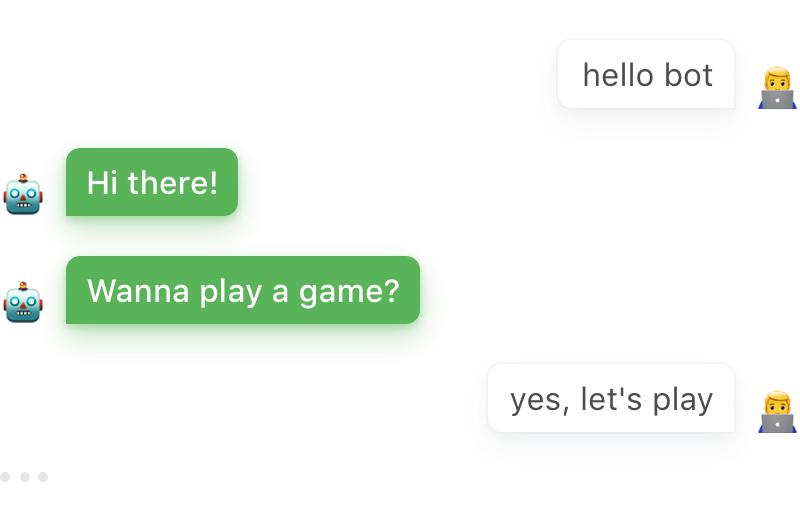 hello bot
Hi there!
Wanna play a game?
yes, let's play